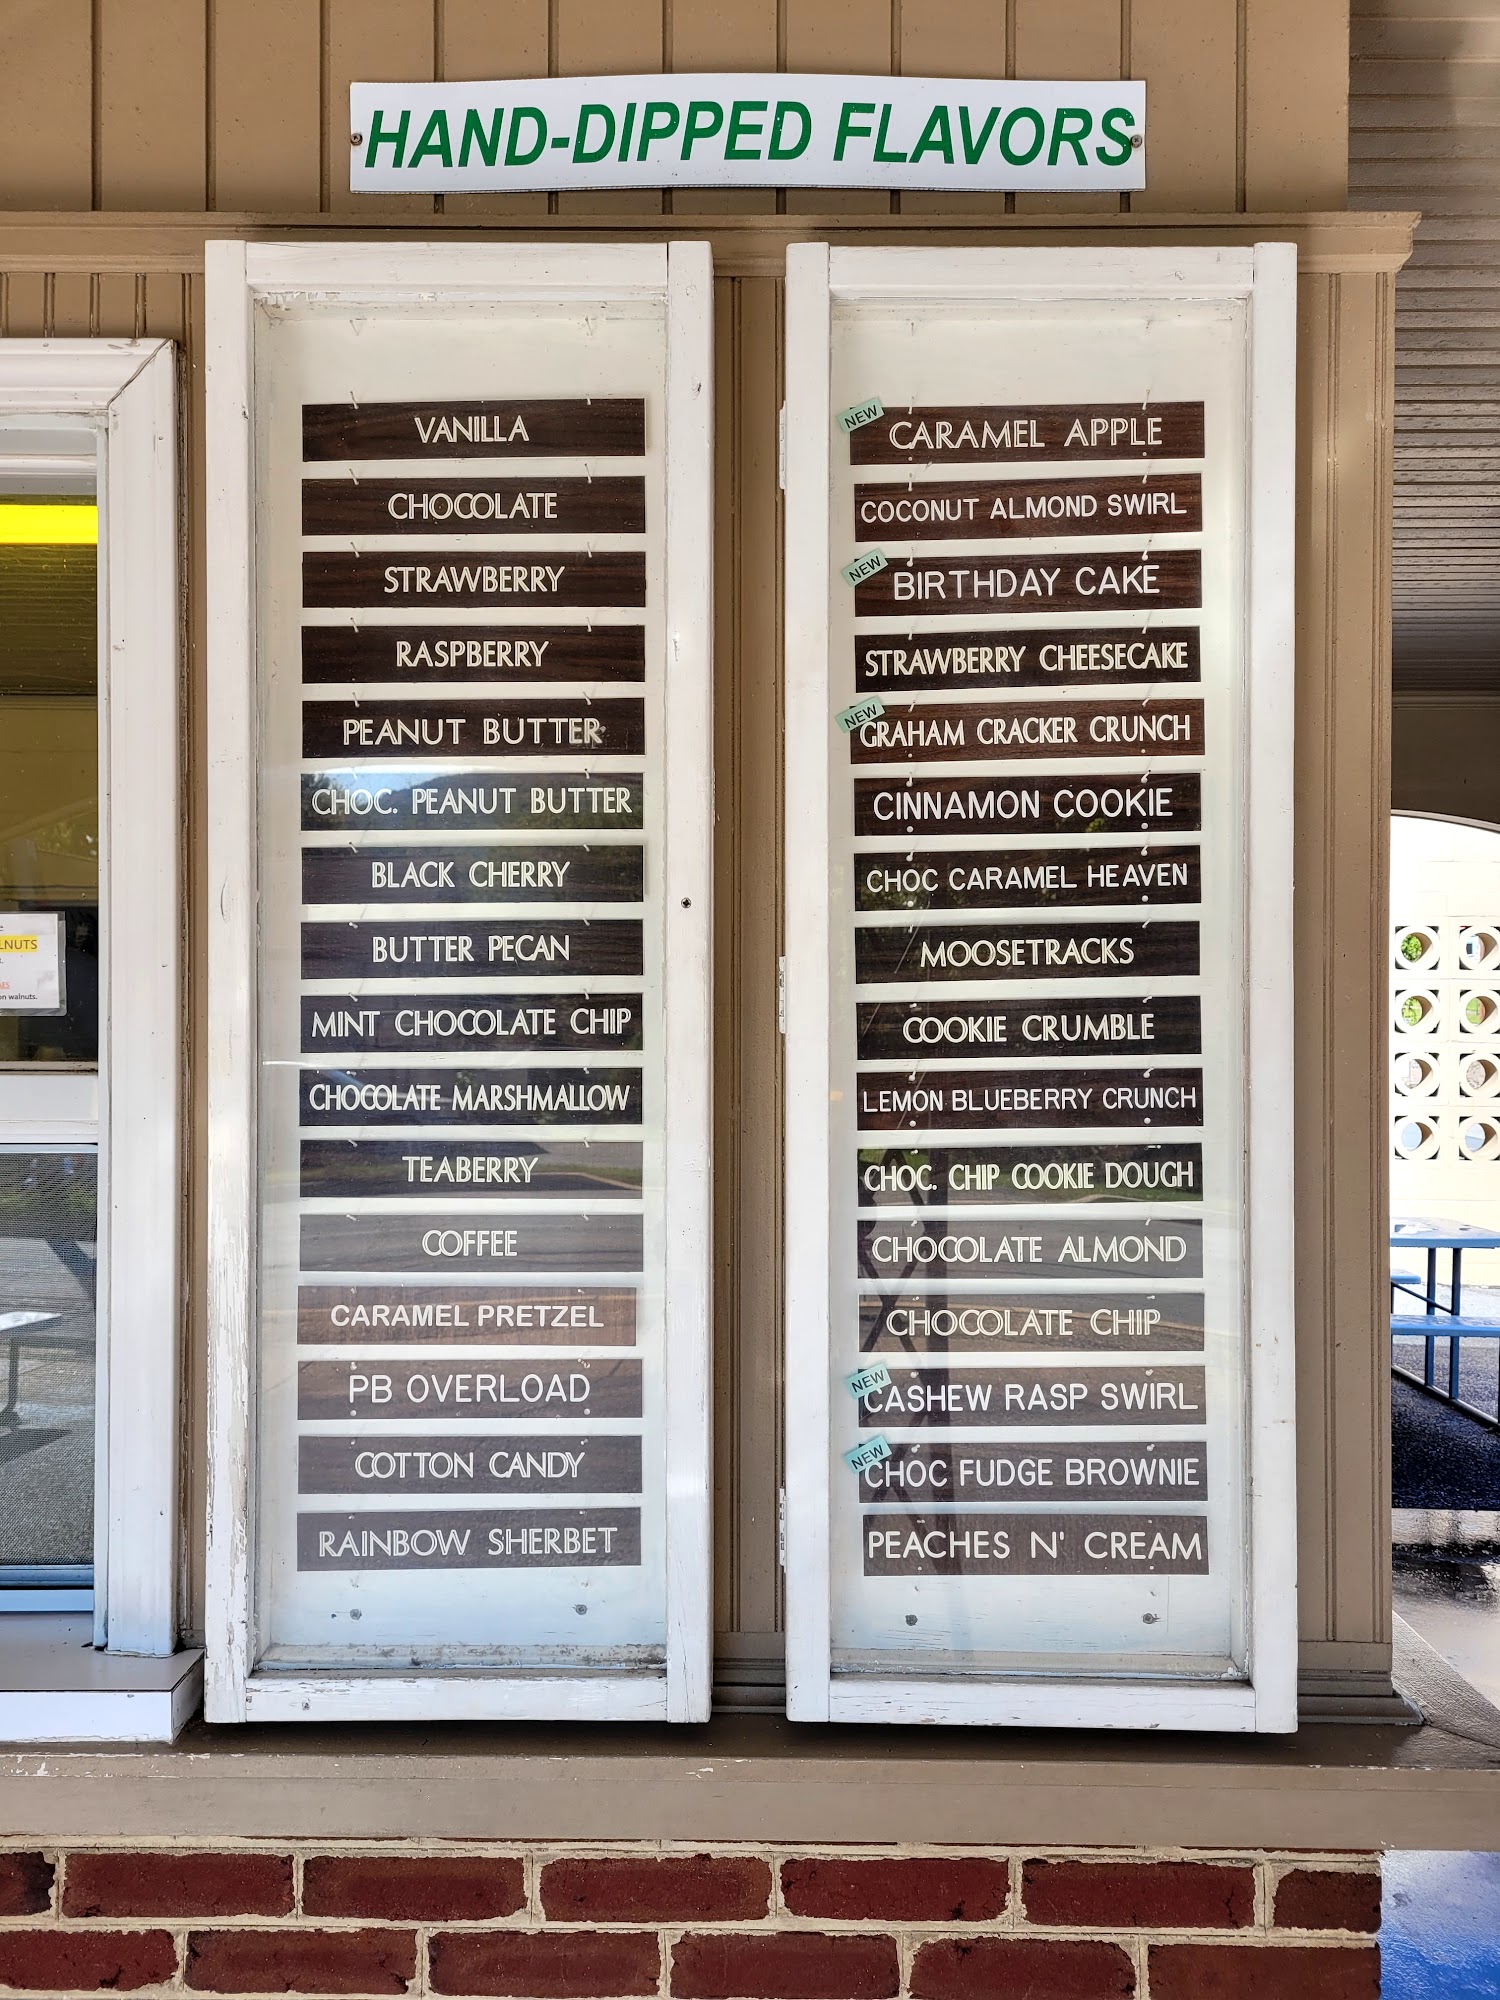 HAND-DIPPED FLAVORS
VANILLA
CHOCOLATE
STRAWBERRY
RASPBERRY
PEANUT BUTTER
CHOC. PEANUT BUTTER
BLACK CHERRY
BUTTER PECAN
MINT CHOCOLATE CHIP
CHOCOLATE MARSHMALLOW
TEABERRY
COFFEE
CARAMEL PRETZEL
PB OVERLOAD
COTTON CANDY
RAINBOW SHERBET
NEW
CARAMEL APPLE
COCONUT ALMOND SWIRL
NEW
BIRTHDAY CAKE
STRAWBERRY CHEESECAKE
NEW
GRAHAM CRACKER CRUNCH
CINNAMON COOKIE
CHOC CARAMEL HEAVEN
MOOSETRACKS
COOKIE CRUMBLE
LEMON BLUEBERRY CRUNCH
CHOC. CHIP COOKIE DOUGH
CHOCOLATE ALMOND
CHOCOLATE CHIP
NEW
CASHEW RASP SWIRL
NEW
CHOC FUDGE BROWNIE
PEACHES N' CREAM
LNUTS
on walnuts.